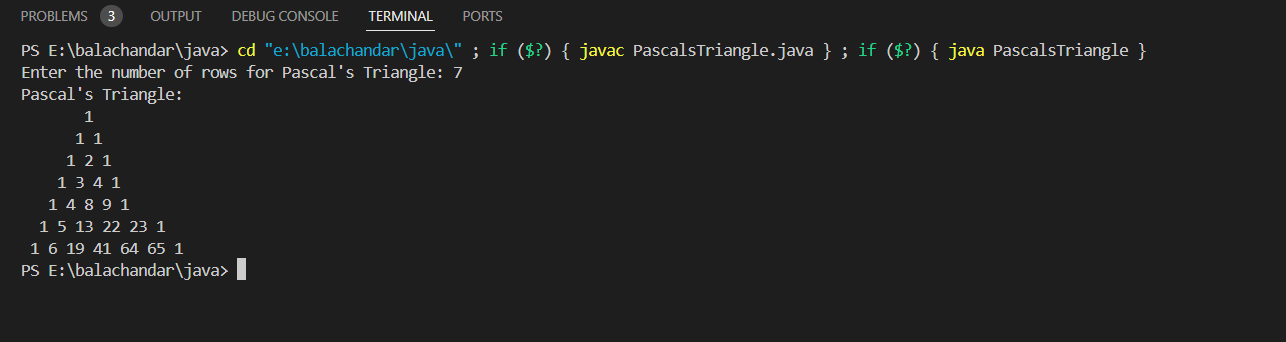 PROBLEMS 3 OUTPUT DEBUG CONSOLE TERMINAL PORTS
PS E:\balachandar\java> cd "e:\balachandar\java\" ; if ($?) { javac PascalsTriangle.java } ; if ($?) { java PascalsTriangle }
Enter the number of rows for Pascal's Triangle: 7
Pascal's Triangle:
1
1 1
1 2 1
1 3 4 1
1 4 8 9 1
1 5 13 22 23 1
1 6 19 41 64 65 1
PS E:\balachandar\java>